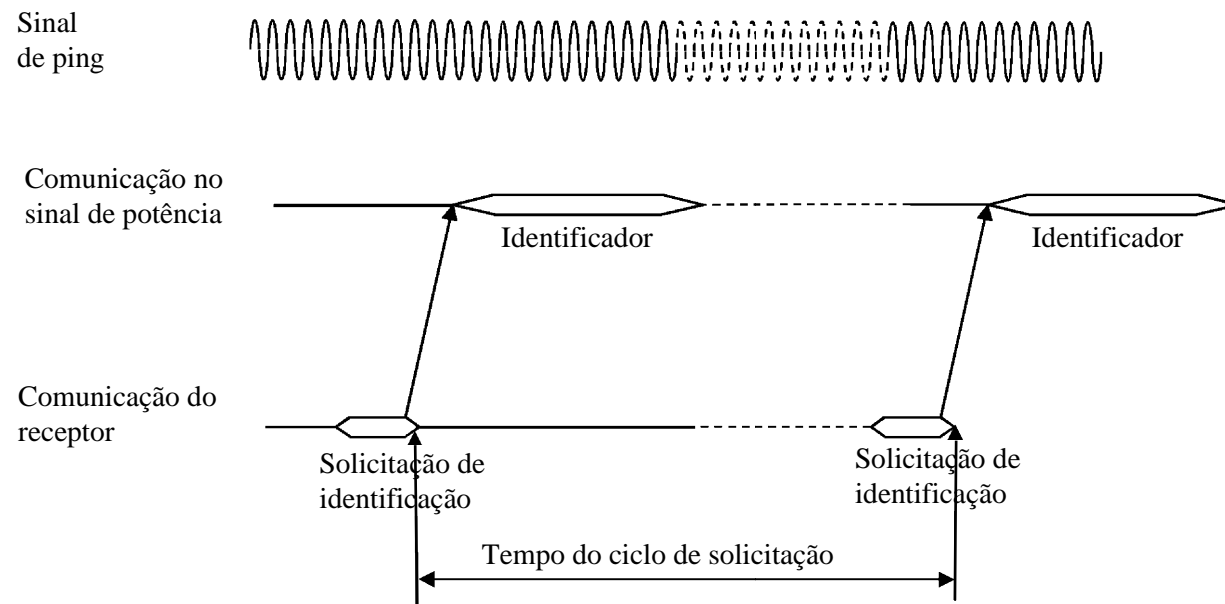 Sinal
de ping
Comunicação no
sinal de potência
Identificador
Identificador
Comunicação do
receptor
Solicitação de
identificação
Solicitação de
identificação
Tempo do ciclo de solicitação